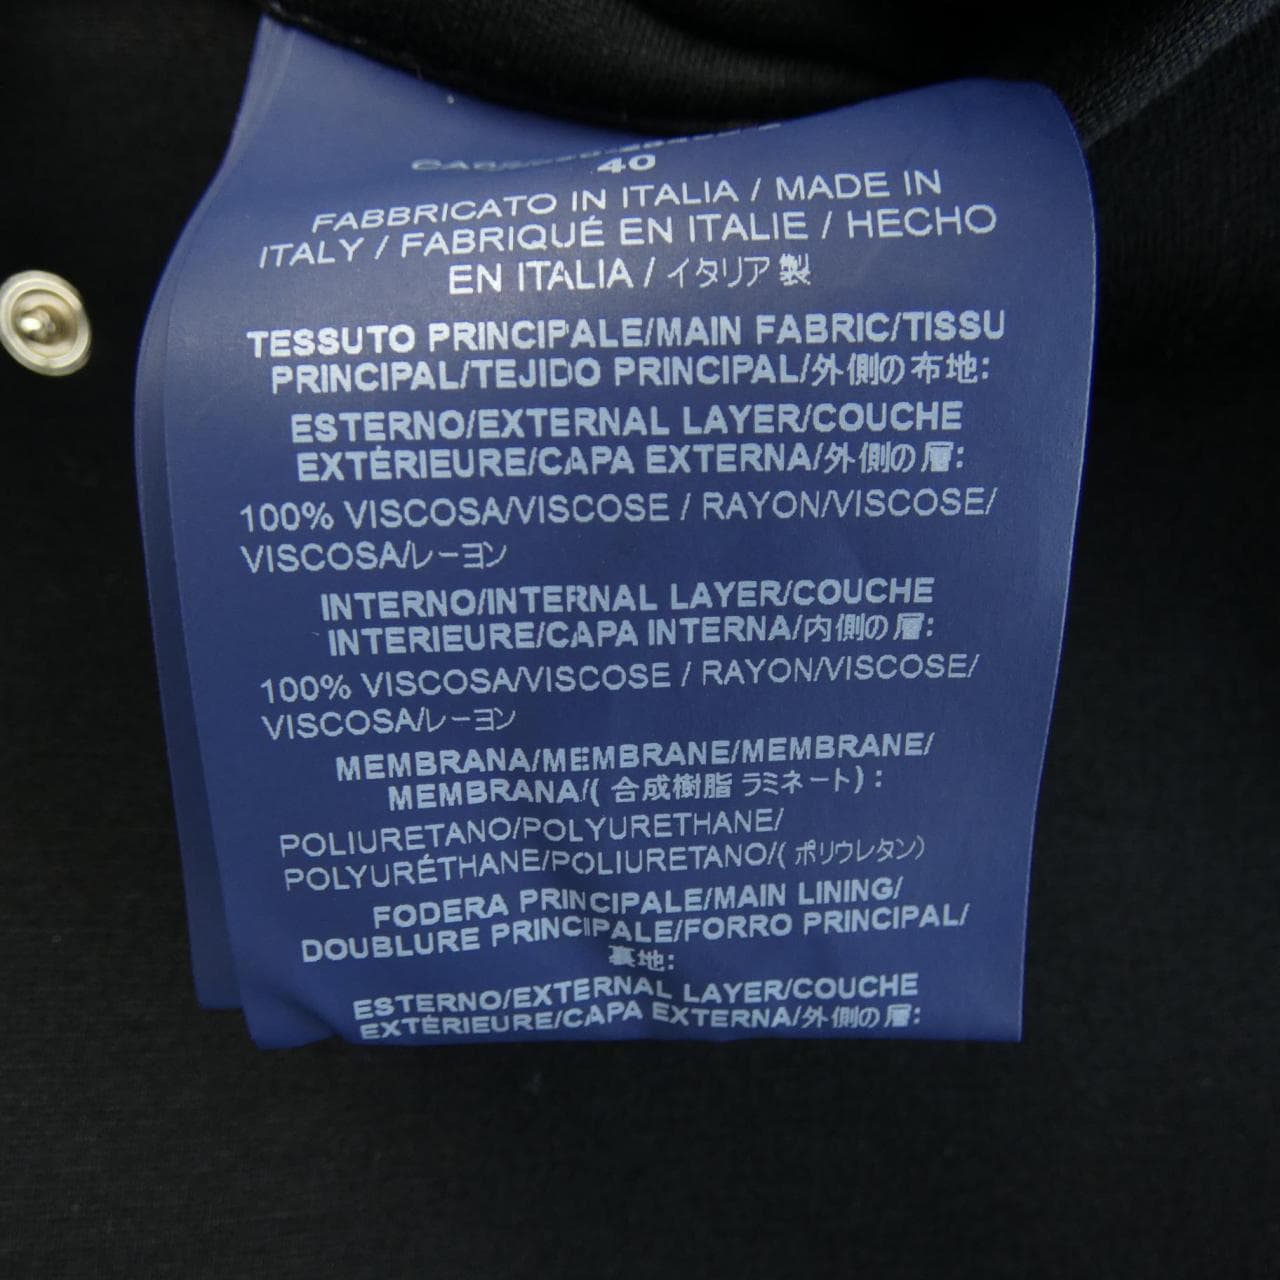 40
FABBRICATO IN ITALIA / MADE IN
ITALY / FABRIQUÉ EN ITALIE / HECHO
EN ITALIA / イタリア製
TESSUTO PRINCIPALE/MAIN FABRIC/TISSU
PRINCIPAL/TEJIDO PRINCIPAL/外側の布地:
ESTERNO/EXTERNAL LAYER/COUCHE
EXTÉRIEURE/CAPA EXTERNA/外側の層:
100% VISCOSA/VISCOSE / RAYON/VISCOSE/
VISCOSA/レーヨン
INTERNO/INTERNAL LAYER/COUCHE
INTERIEURE/CAPA INTERNA/内側の層:
100% VISCOSA/VISCOSE / RAYON/VISCOSE/
VISCOSA/レーヨン
MEMBRANA/MEMBRANE/MEMBRANE/
MEMBRANA/( 合成樹脂 ラミネート) :
POLIURETANO/POLYURETHANE/
POLYURÉTHANE/POLIURETANO/( ポリウレタン)
FODERA PRINCIPALE/MAIN LINING/
DOUBLURE PRINCIPALE/FORRO PRINCIPAL/
裏地:
ESTERNO/EXTERNAL LAYER/COUCHE
EXTÉRIEURE/CAPA EXTERNA/外側の層: